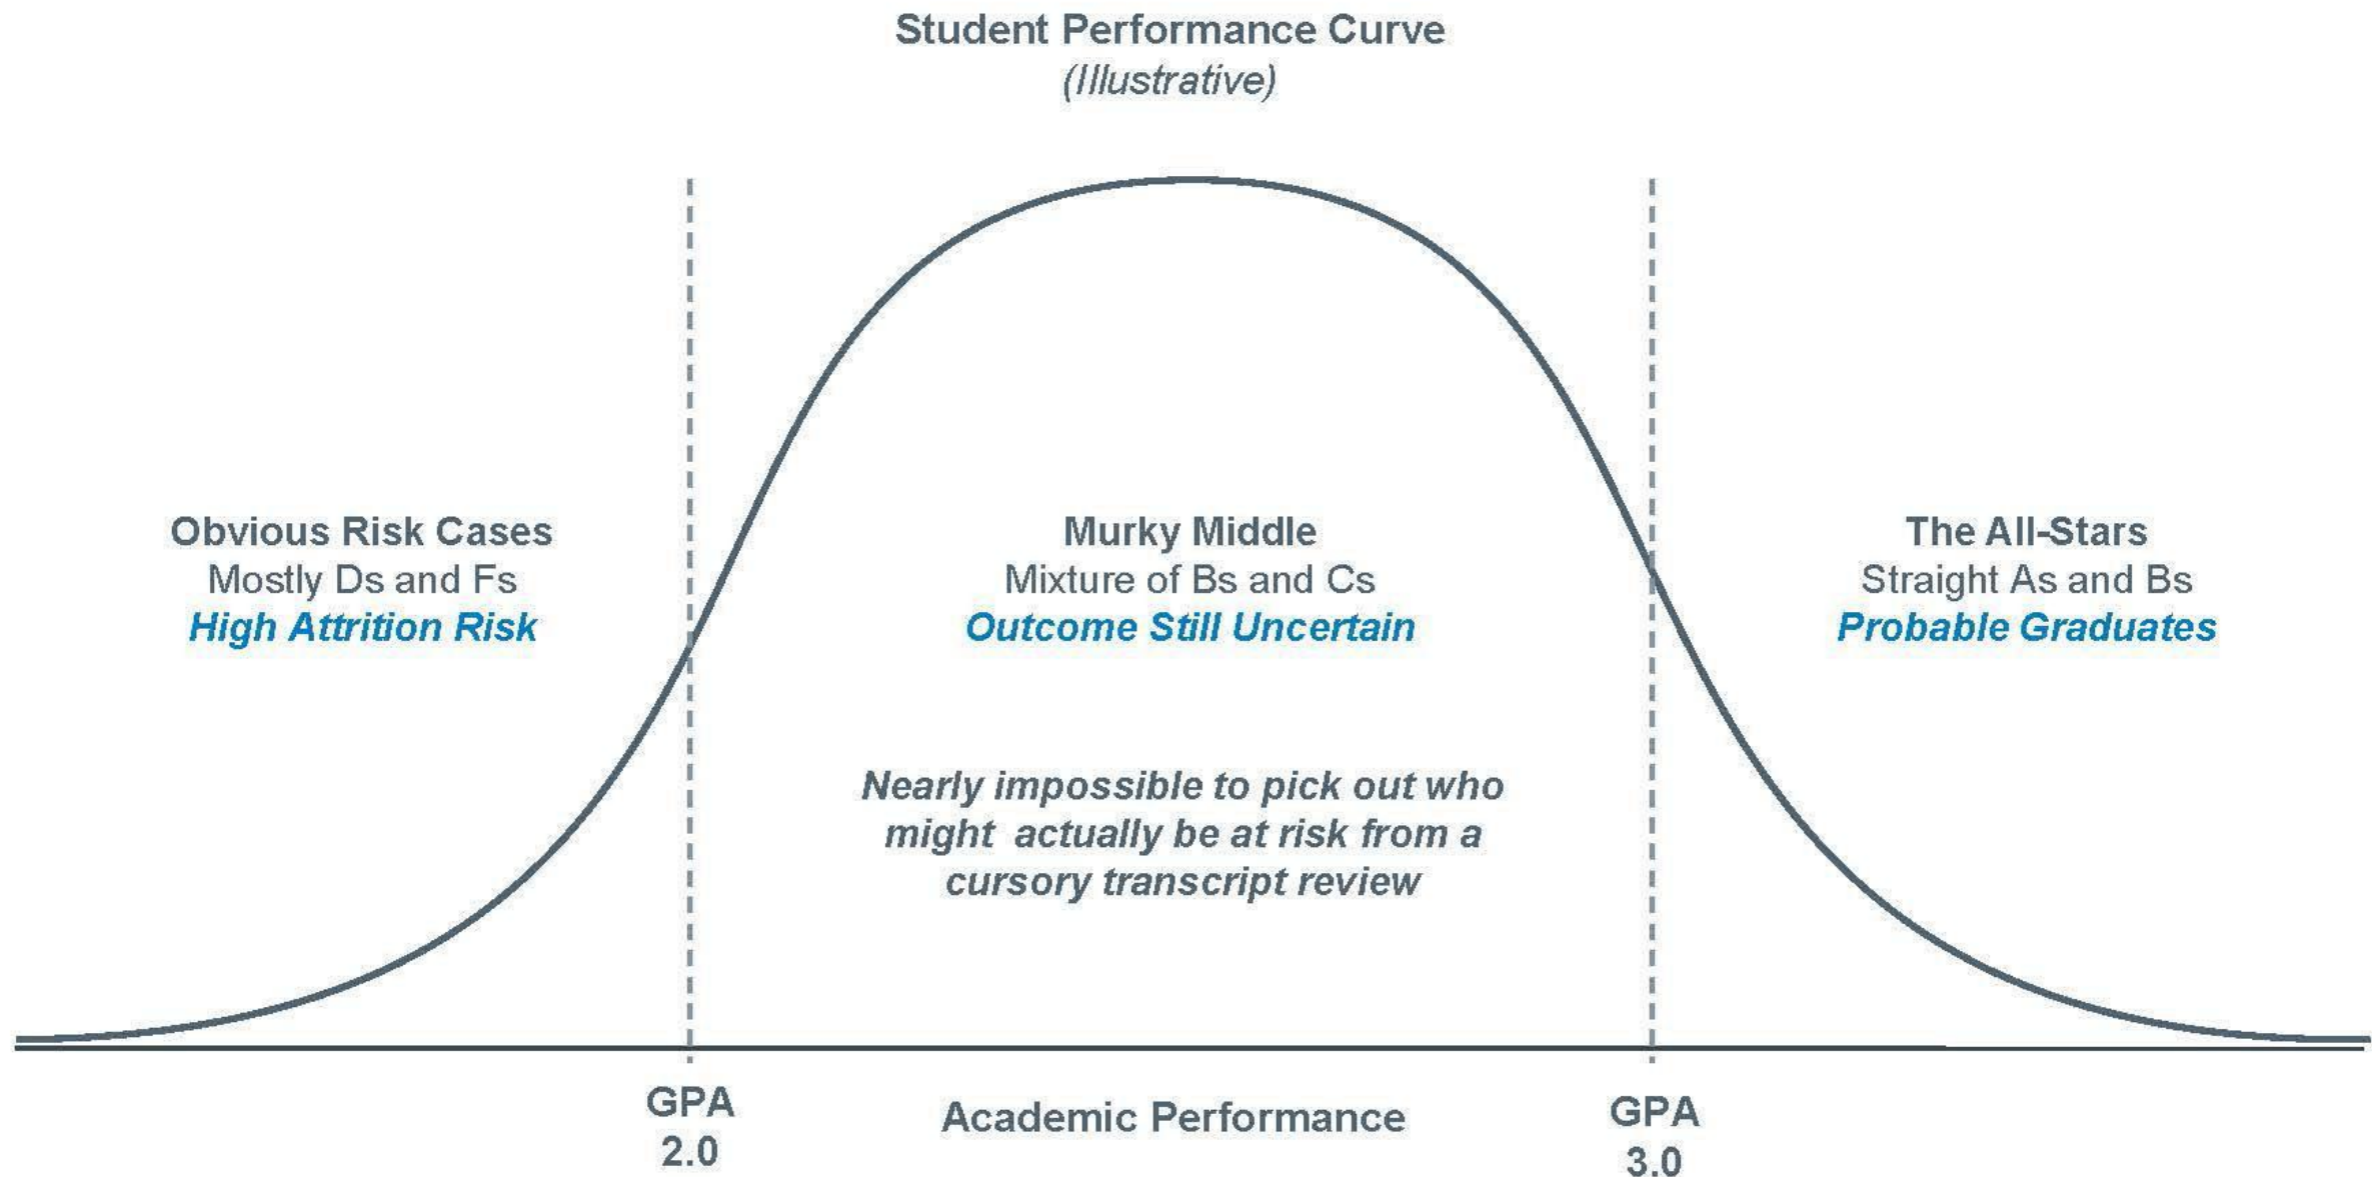 Student Performance Curve
(Illustrative)
Obvious Risk Cases
Mostly Ds and Fs
High Attrition Risk
Murky Middle
Mixture of Bs and Cs
Outcome Still Uncertain
Nearly impossible to pick out who
might actually be at risk from a
cursory transcript review
The All-Stars
Straight As and Bs
Probable Graduates
GPA
2.0
Academic Performance
GPA
3.0